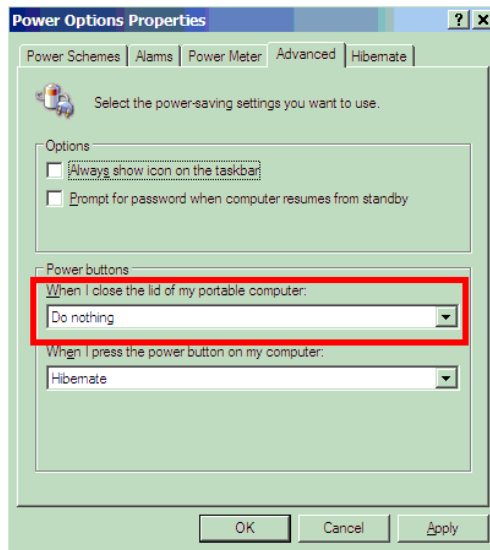 Power Options Properties
Power Schemes Alarms Power Meter Advanced Hibernate
Select the power-saving settings you want to use.
Options
Always show icon on the taskbar
Prompt for password when computer resumes from standby
Power buttons
When I close the lid of my portable computer:
Do nothing
When I press the power button on my computer:
Hibernate
OK Cancel Apply